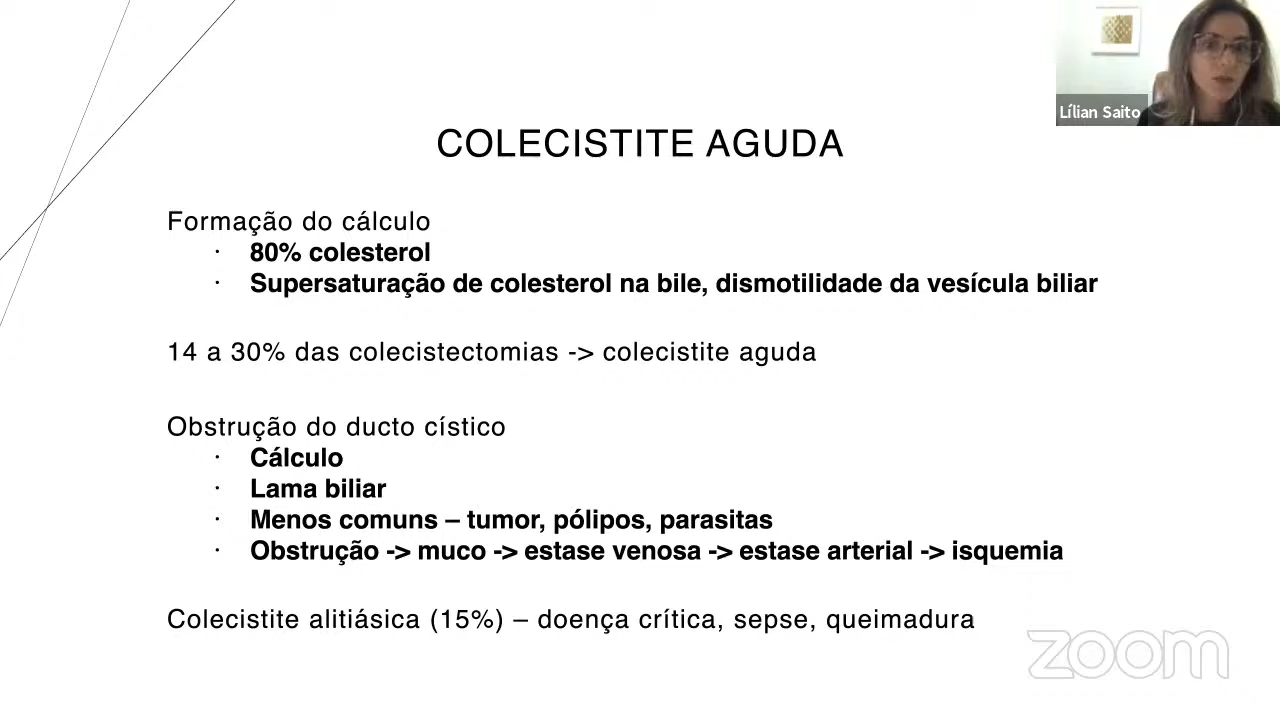 Lílian Saito
COLECISTITE AGUDA
Formação do cálculo
· 80% colesterol
· Supersaturação de colesterol na bile, dismotilidade da vesícula biliar
14 a 30% das colecistectomias -> colecistite aguda
Obstrução do ducto cístico
· Cálculo
· Lama biliar
· Menos comuns – tumor, pólipos, parasitas
· Obstrução -> muco -> estase venosa -> estase arterial -> isquemia
Colecistite alitiásica (15%) – doença crítica, sepse, queimadura
zoom